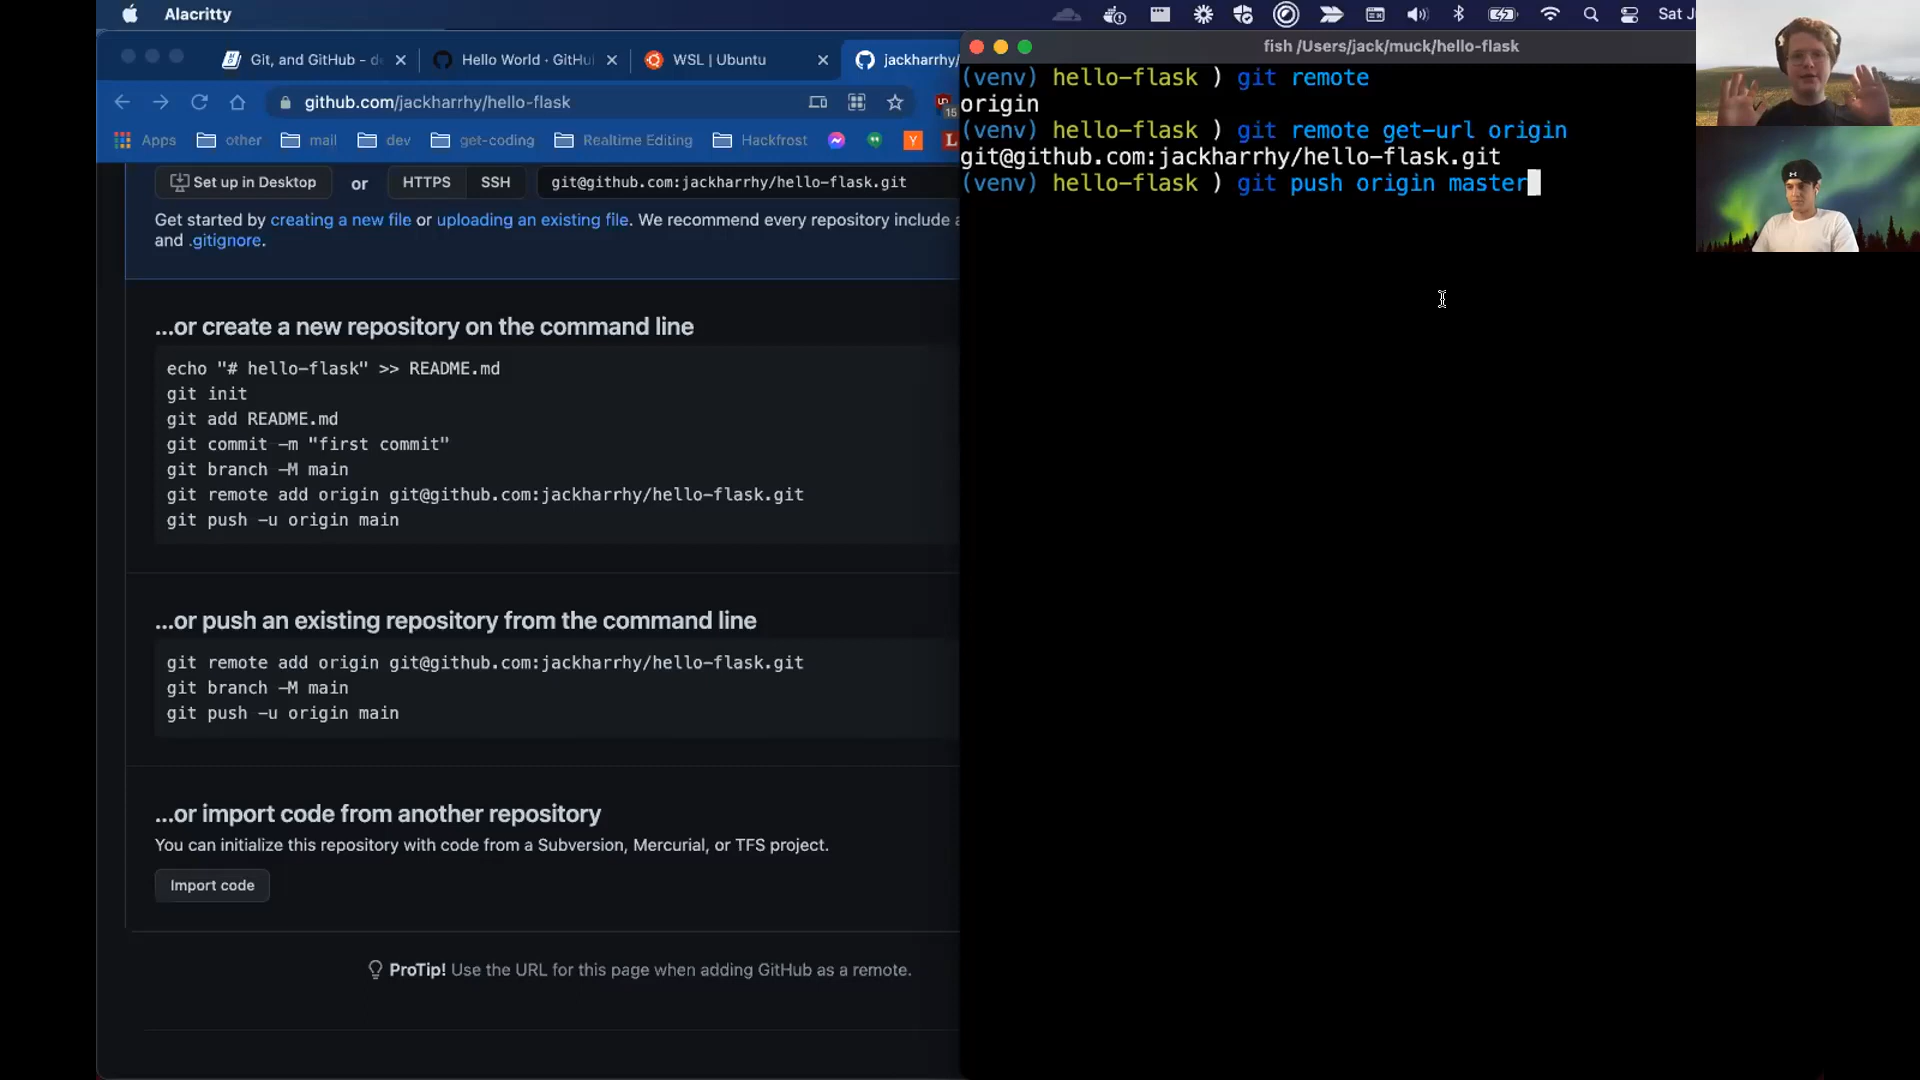 Alacritty
Sat
Git, and GitHub - d
Hello World · GitHu
WSL | Ubuntu
jackharrhy/
github.com/jackharrhy/hello-flask
15
Apps
other
mail
dev
get-coding
Realtime Editing
Hackfrost
Y
L
Set up in Desktop
or
HTTPS
SSH
git@github.com:jackharrhy/hello-flask.git
Get started by creating a new file or uploading an existing file. We recommend every repository include
and .gitignore.
...or create a new repository on the command line
echo "# hello-flask" >> README.md
git init
git add README.md
git commit -m "first commit"
git branch -M main
git remote add origin git@github.com:jackharrhy/hello-flask.git
git push -u origin main
...or push an existing repository from the command line
git remote add origin git@github.com:jackharrhy/hello-flask.git
git branch -M main
git push -u origin main
...or import code from another repository
You can initialize this repository with code from a Subversion, Mercurial, or TFS project.
Import code
ProTip! Use the URL for this page when adding GitHub as a remote.
fish /Users/jack/muck/hello-flask
(venv) hello-flask ) git remote
origin
(venv) hello-flask ) git remote get-url origin
git@github.com:jackharrhy/hello-flask.git
(venv) hello-flask ) git push origin master